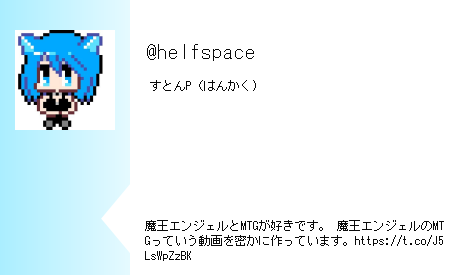 @helfspace
すとんP（はんかく）
魔王エンジェルとMTGが好きです。 魔王エンジェルのMT
Gっていう動画を密かに作っています。https://t.co/J5
LsWpZzBK